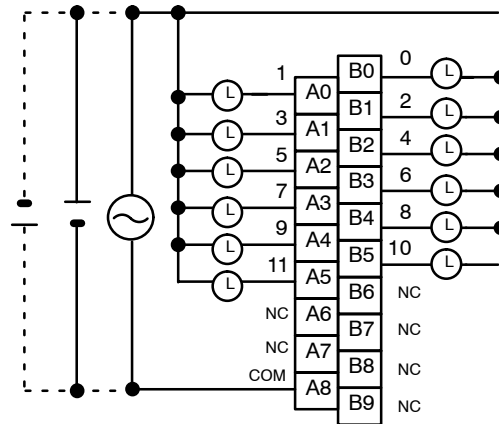 B0 0 L
1 L A0
B1 2 L
3 L A1
B2 4 L
5 L A2
B3 6 L
7 L A3
B4 8 L
9 L A4
B5 10 L
11 L A5
B6 NC
NC A6
B7 NC
NC A7
B8 NC
COM A8
B9 NC